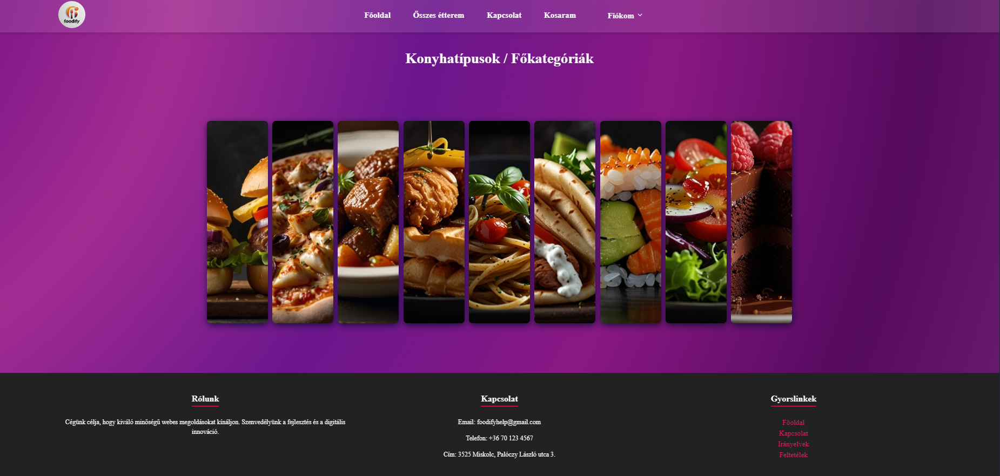 foodify
Főoldal
Összes étterem
Kapcsolat
Kosaram
Fiókom
Konyhatípusok / Főkategóriák
Rólunk
Cégünk célja, hogy kiváló minőségű webes megoldásokat kínáljon. Szenvedélyünk a fejlesztés és a digitális
innováció.
Kapcsolat
Email: foodifyhelp@gmail.com
Telefon: +36 70 123 4567
Cím: 3525 Miskolc, Palóczy László utca 3.
Gyorslinkek
Főoldal
Kapcsolat
Irányelvek
Feltetélek